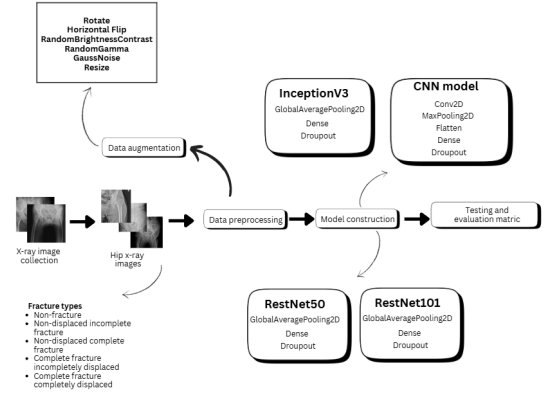 Rotate
Horizontal Flip
RandomBrightnessContrast
RandomGamma
GaussNoise
Resize
InceptionV3
GlobalAveragePooling2D
Dense
Droupout
CNN model
Conv2D
MaxPooling2D
Flatten
Dense
Droupout
Data augmentation
X-ray image
collection
Hip x-ray
images
Data preprocessing
Model construction
Testing and
evaluation matric
Fracture types
• Non-fracture
• Non-displaced incomplete
fracture
• Non-displaced complete
fracture
• Complete fracture
incompletely displaced
• Complete fracture
completely displaced
RestNet50
GlobalAveragePooling2D
Dense
Droupout
RestNet101
GlobalAveragePooling2D
Dense
Droupout